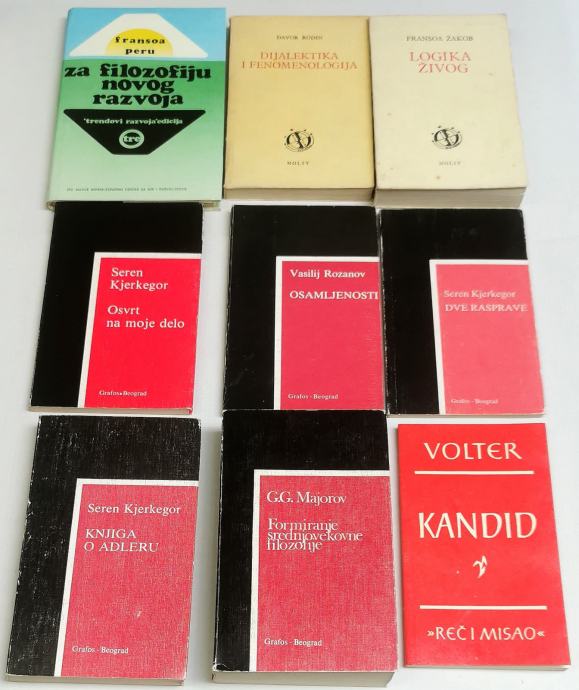 fransoa
peru
za filozofiju
novog
razvoja
"trendovi razvoja"edicija
tre
DAVOR RODIN
DIJALEKTIKA
I FENOMENOLOGIJA
NOLIT
FRANSOA ŽAKOB
LOGIKA
ŽIVOG
NOLIT
Seren
Kjerkegor
Osvrt
na moje delo
Grafos•Beograd
Vasilij Rozanov
OSAMLJENOSTI
Grafos - Beograd
Seren Kjerkegor
DVE RASPRAVE
Grafos - Beograd
Seren Kjerkegor
KNJIGA
O ADLERU
Grafos - Beograd
G.G. Majorov
Formiranje
srednjovekovne
filozofije
Grafos - Beograd
VOLTER
KANDID
»REČ I MISAO«